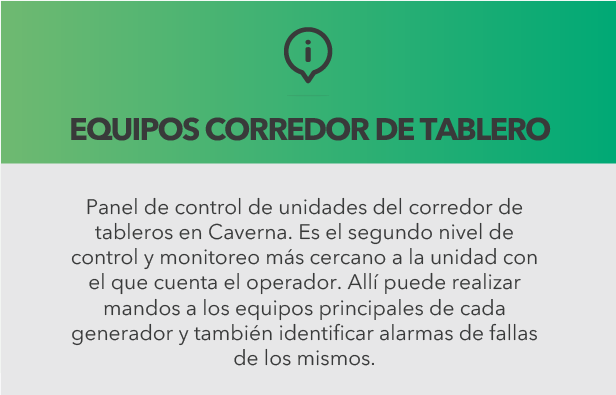 EQUIPOS CORREDOR DE TABLERO
Panel de control de unidades del corredor de
tableros en Caverna. Es el segundo nivel de
control y monitoreo más cercano a la unidad con
el que cuenta el operador. Allí puede realizar
mandos a los equipos principales de cada
generador y también identificar alarmas de fallas
de los mismos.